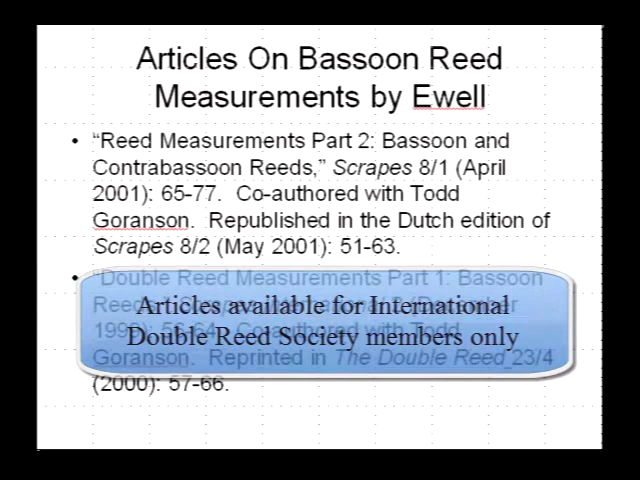 Articles On Bassoon Reed
Measurements by Ewell
• “Reed Measurements Part 2: Bassoon and
Contrabassoon Reeds,” Scrapes 8/1 (April
2001): 65-77. Co-authored with Todd
Goranson. Republished in the Dutch edition of
Scrapes 8/2 (May 2001): 51-63.
• “Double Reed Measurements Part 1: Bassoon
Articles available for International
Double Reed Society members only
Goranson. Reprinted in The Double Reed 23/4
(2000): 57-66.